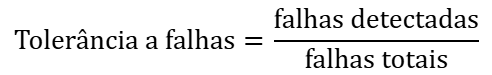 Tolerância a falhas = falhas detectadas / falhas totais